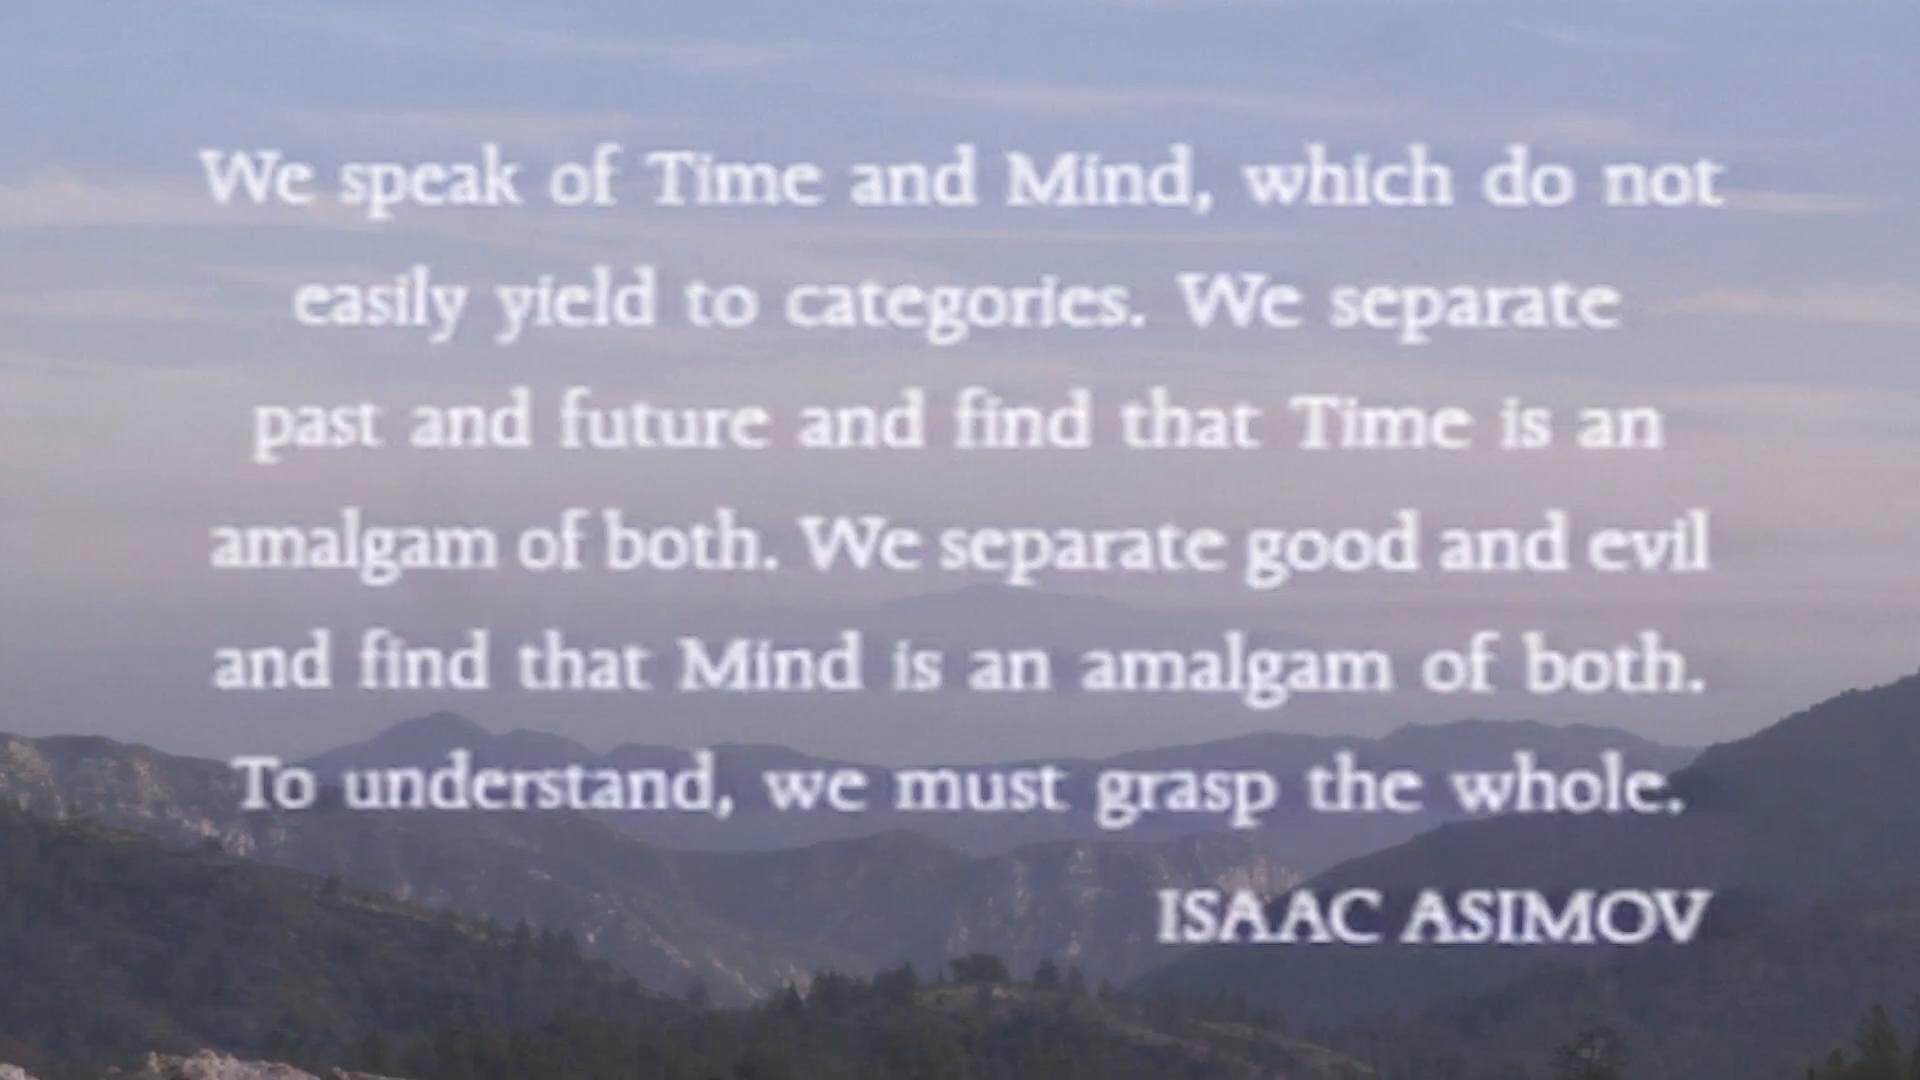 We speak of Time and Mind, which do not
easily yield to categories. We separate
past and future and find that Time is an
amalgam of both. We separate good and evil
and find that Mind is an amalgam of both.
To understand, we must grasp the whole.
ISAAC ASIMOV